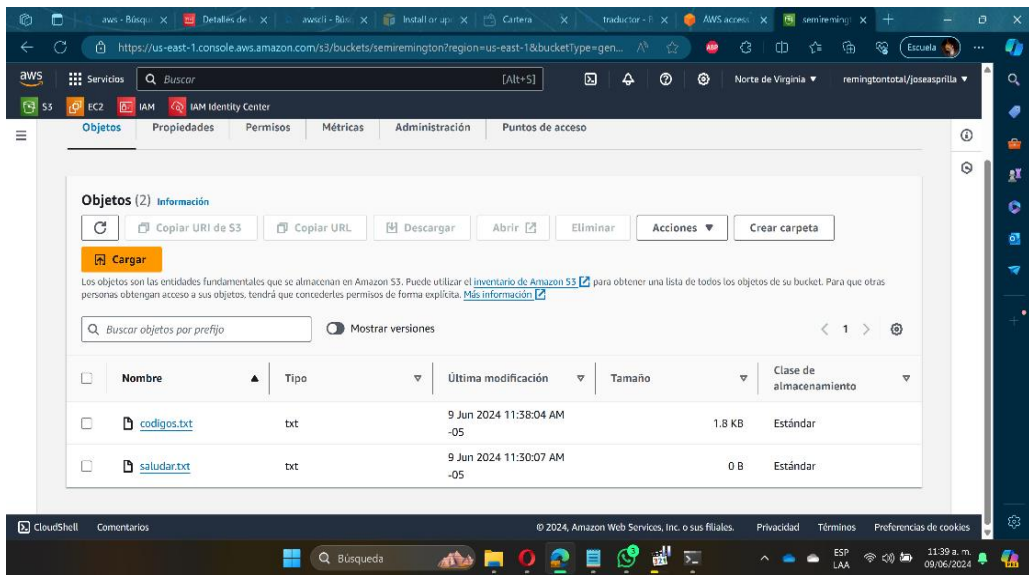 aws - Búsqu
Detalles de l
awscli - Bús
Install or up
Cartera
traductor - B
AWS access
semireming
https://us-east-1.console.aws.amazon.com/s3/buckets/semiremington?region=us-east-1&bucketType=gen...
ABP
Escuela
aws
Servicios
Buscar
[Alt+S]
Norte de Virginia
remingtontotal/joseasprilla
S3
EC2
IAM
IAM Identity Center
Objetos
Propiedades
Permisos
Métricas
Administración
Puntos de acceso
Objetos (2) Información
Copiar URI de S3
Copiar URL
Descargar
Abrir
Eliminar
Acciones
Crear carpeta
Cargar
Los objetos son las entidades fundamentales que se almacenan en Amazon S3. Puede utilizar el inventario de Amazon S3 para obtener una lista de todos los objetos de su bucket. Para que otras
personas obtengan acceso a sus objetos, tendrá que concederles permisos de forma explícita. Más información
Buscar objetos por prefijo
Mostrar versiones
1
Nombre
Tipo
Última modificación
Tamaño
Clase de
almacenamiento
codigos.txt
txt
9 Jun 2024 11:38:04 AM
-05
1.8 KB
Estándar
saludar.txt
txt
9 Jun 2024 11:30:07 AM
-05
0 B
Estándar
CloudShell
Comentarios
© 2024, Amazon Web Services, Inc. o sus filiales.
Privacidad
Términos
Preferencias de cookies
Búsqueda
ESP
LAA
11:39 a. m.
09/06/2024